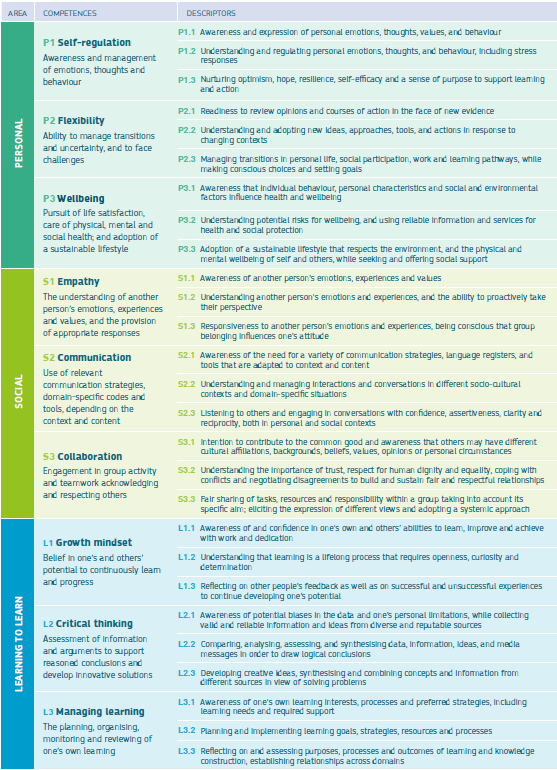 AREA COMPETENCES DESCRIPTORS
PERSONAL
P1 Self-regulation
Awareness and management
of emotions, thoughts and
behaviour
P1.1 Awareness and expression of personal emotions, thoughts, values, and behaviour
P1.2 Understanding and regulating personal emotions, thoughts, and behaviour, including stress
responses
P1.3 Nurturing optimism, hope, resilience, self-efficacy and a sense of purpose to support learning
and action
P2 Flexibility
Ability to manage transitions
and uncertainty, and to face
challenges
P2.1 Readiness to review opinions and courses of action in the face of new evidence
P2.2 Understanding and adopting new ideas, approaches, tools, and actions in response to
changing contexts
P2.3 Managing transitions in personal life, social participation, work and learning pathways, while
making conscious choices and setting goals
P3 Wellbeing
Pursuit of life satisfaction,
care of physical, mental and
social health; and adoption of
a sustainable lifestyle
P3.1 Awareness that individual behaviour, personal characteristics and social and environmental
factors influence health and wellbeing
P3.2 Understanding potential risks for wellbeing, and using reliable information and services for
health and social protection
P3.3 Adoption of a sustainable lifestyle that respects the environment, and the physical and
mental wellbeing of self and others, while seeking and offering social support
SOCIAL
S1 Empathy
The understanding of another
person's emotions, experiences
and values, and the provision
of appropriate responses
S1.1 Awareness of another person's emotions, experiences and values
S1.2 Understanding another person's emotions and experiences, and the ability to proactively take
their perspective
S1.3 Responsiveness to another person's emotions and experiences, being conscious that group
belonging influences one's attitude
S2 Communication
Use of relevant
communication strategies,
domain-specific codes and
tools, depending on the
context and content
S2.1 Awareness of the need for a variety of communication strategies, language registers, and
tools that are adapted to context and content
S2.2 Understanding and managing interactions and conversations in different socio-cultural
contexts and domain-specific situations
S2.3 Listening to others and engaging in conversations with confidence, assertiveness, clarity and
reciprocity, both in personal and social contexts
S3 Collaboration
Engagement in group activity
and teamwork acknowledging
and respecting others
S3.1 Intention to contribute to the common good and awareness that others may have different
cultural affiliations, backgrounds, beliefs, values, opinions or personal circumstances
S3.2 Understanding the importance of trust, respect for human dignity and equality, coping with
conflicts and negotiating disagreements to build and sustain fair and respectful relationships
S3.3 Fair sharing of tasks, resources and responsibility within a group taking into account its
specific aim; eliciting the expression of different views and adopting a systemic approach
LEARNING TO LEARN
L1 Growth mindset
Belief in one's and others'
potential to continuously learn
and progress
L1.1 Awareness of and confidence in one's own and others' abilities to learn, improve and achieve
with work and dedication
L1.2 Understanding that learning is a lifelong process that requires openness, curiosity and
determination
L1.3 Reflecting on other people's feedback as well as on successful and unsuccessful experiences
to continue developing one's potential
L2 Critical thinking
Assessment of information
and arguments to support
reasoned conclusions and
develop innovative solutions
L2.1 Awareness of potential biases in the data and one's personal limitations, while collecting
valid and reliable information and ideas from diverse and reputable sources
L2.2 Comparing, analysing, assessing, and synthesising data, information, ideas, and media
messages in order to draw logical conclusions
L2.3 Developing creative ideas, synthesising and combining concepts and information from
different sources in view of solving problems
L3 Managing learning
The planning, organising,
monitoring and reviewing of
one's own learning
L3.1 Awareness of one's own learning interests, processes and preferred strategies, including
learning needs and required support
L3.2 Planning and implementing learning goals, strategies, resources and processes
L3.3 Reflecting on and assessing purposes, processes and outcomes of learning and knowledge
construction, establishing relationships across domains